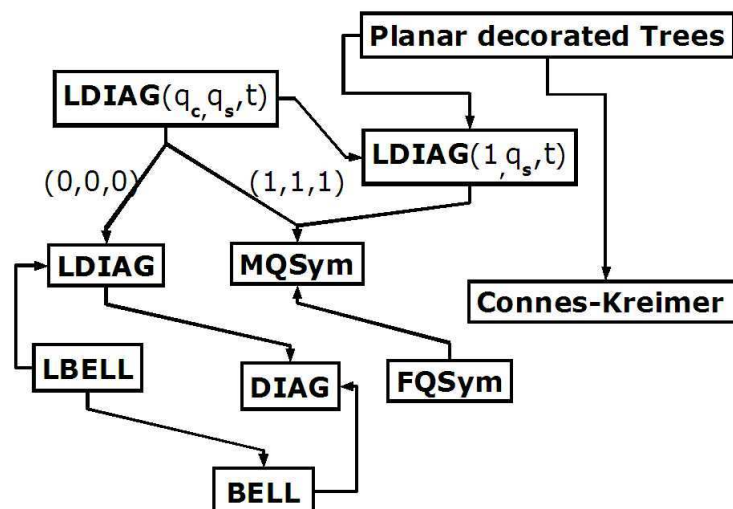 Planar decorated Trees
LDIAG(q_c,q_s,t)
LDIAG(1,q_s,t)
(0,0,0)
(1,1,1)
LDIAG
MQSym
Connes-Kreimer
LBELL
DIAG
FQSym
BELL